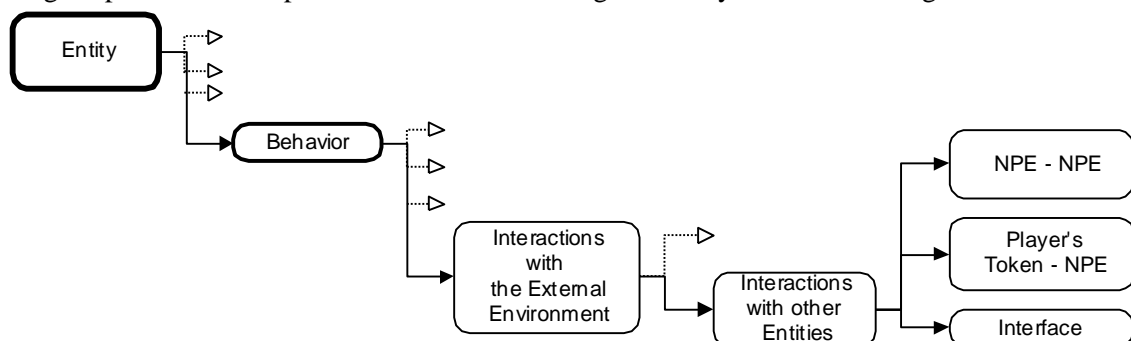 Entity
Behavior
Interactions
with
the External
Environment
Interactions
with other
Entities
NPE - NPE
Player's
Token - NPE
Interface